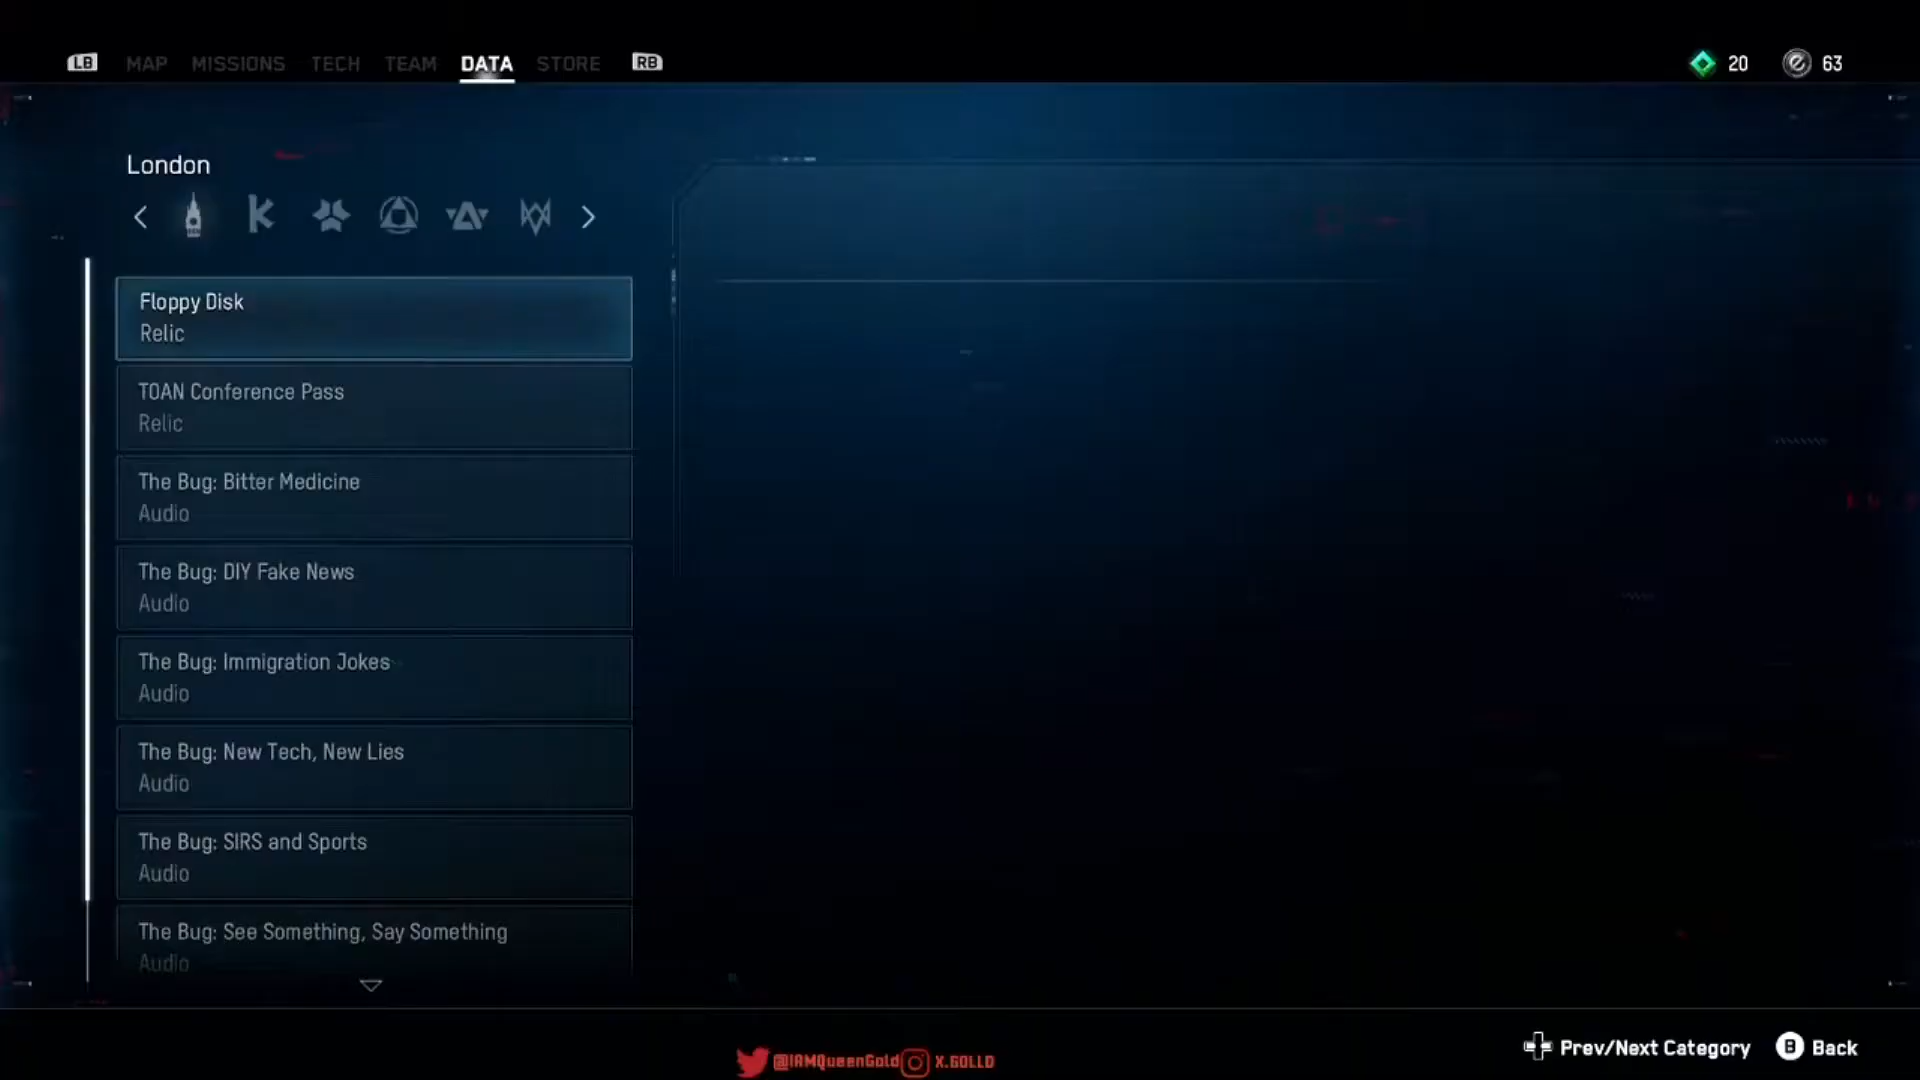 LB MAP MISSIONS TECH TEAM DATA STORE RB 20 63
London
Floppy Disk
Relic
TOAN Conference Pass
Relic
The Bug: Bitter Medicine
Audio
The Bug: DIY Fake News
Audio
The Bug: Immigration Jokes
Audio
The Bug: New Tech, New Lies
Audio
The Bug: SIRS and Sports
Audio
The Bug: See Something, Say Something
Audio
Prev/Next Category B Back
@IAMQueenGold X.GOLLD